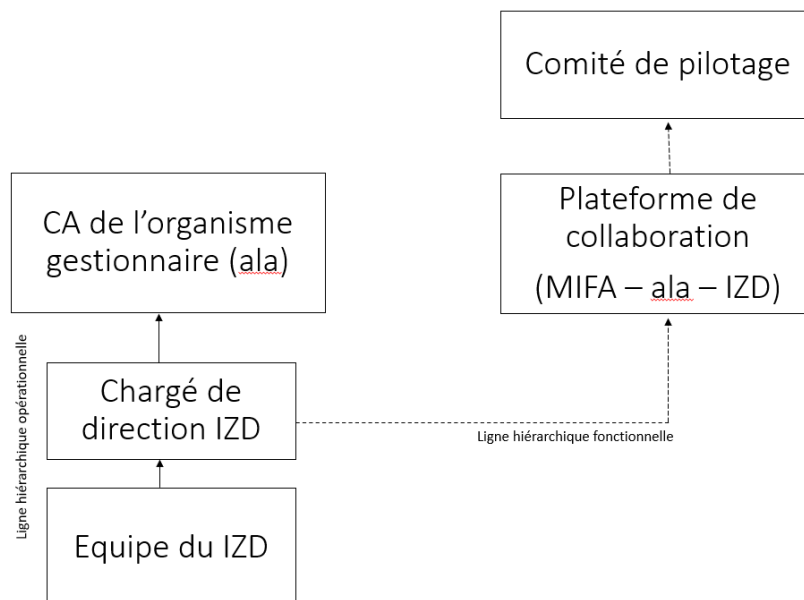 Comité de pilotage
CA de l’organisme
gestionnaire (ala)
Plateforme de
collaboration
(MIFA – ala – IZD)
Ligne hiérarchique opérationnelle
Chargé de
direction IZD
Ligne hiérarchique fonctionnelle
Equipe du IZD